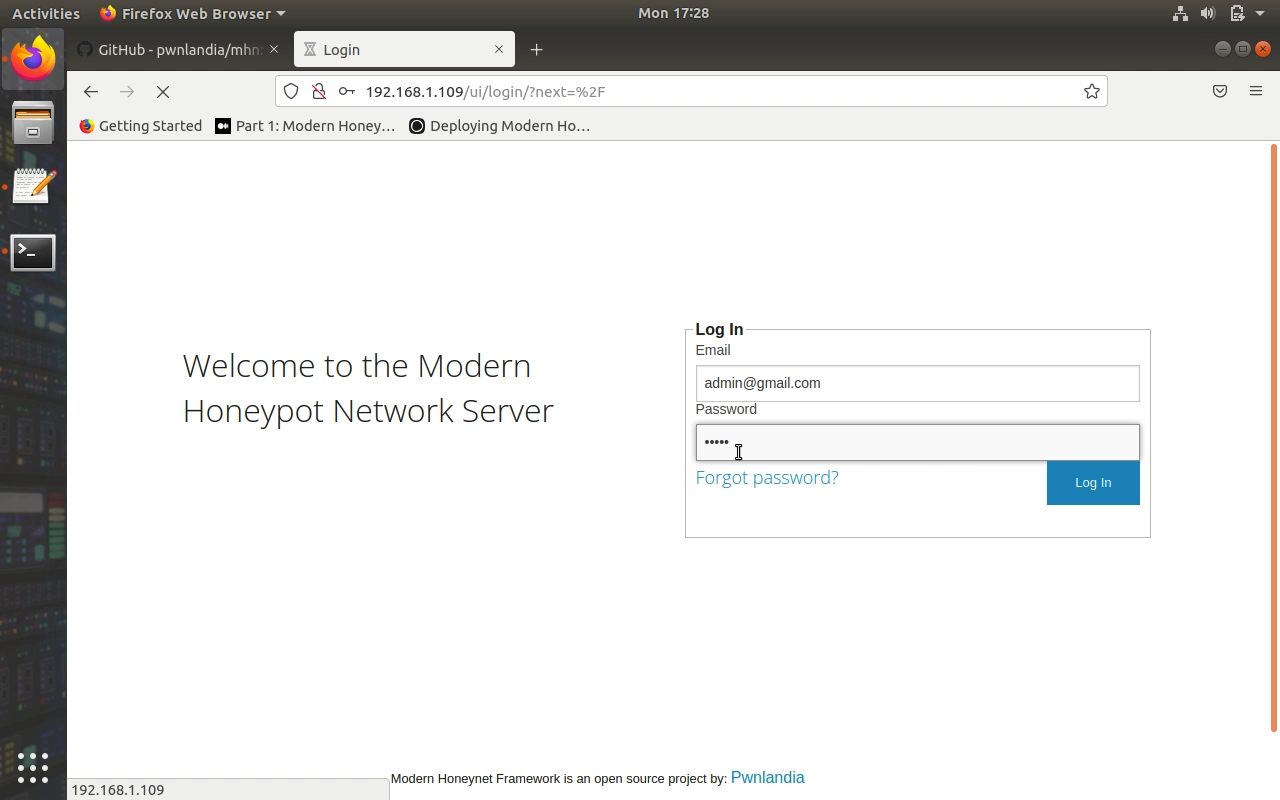 Activities Firefox Web Browser Mon 17:28
GitHub - pwnlandia/mhn: Login
192.168.1.109/ui/login/?next=%2F
Getting Started Part 1: Modern Honey… Deploying Modern Ho…
Log In
Email
Welcome to the Modern
admin@gmail.com
Honeypot Network Server
Password
•••••
Forgot password?
Log In
Modern Honeynet Framework is an open source project by: Pwnlandia
192.168.1.109